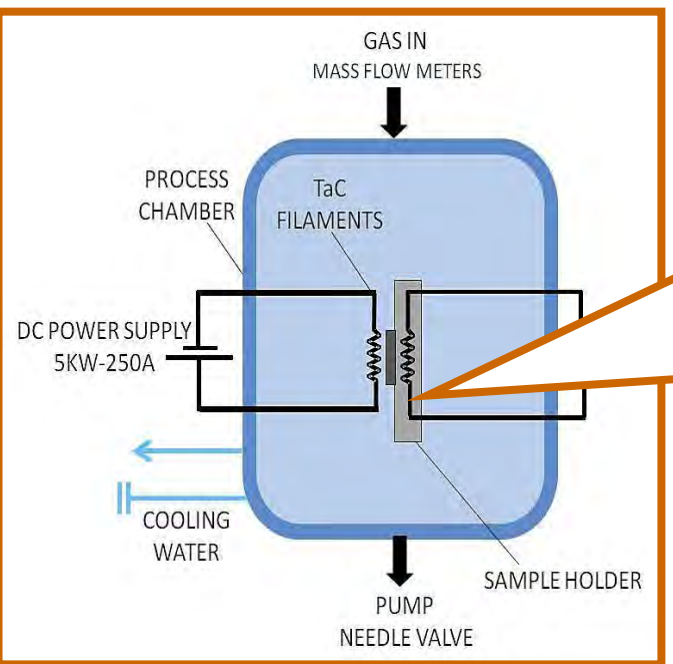 GAS IN
MASS FLOW METERS
PROCESS
CHAMBER
TaC
FILAMENTS
DC POWER SUPPLY
5KW-250A
COOLING
WATER
SAMPLE HOLDER
PUMP
NEEDLE VALVE